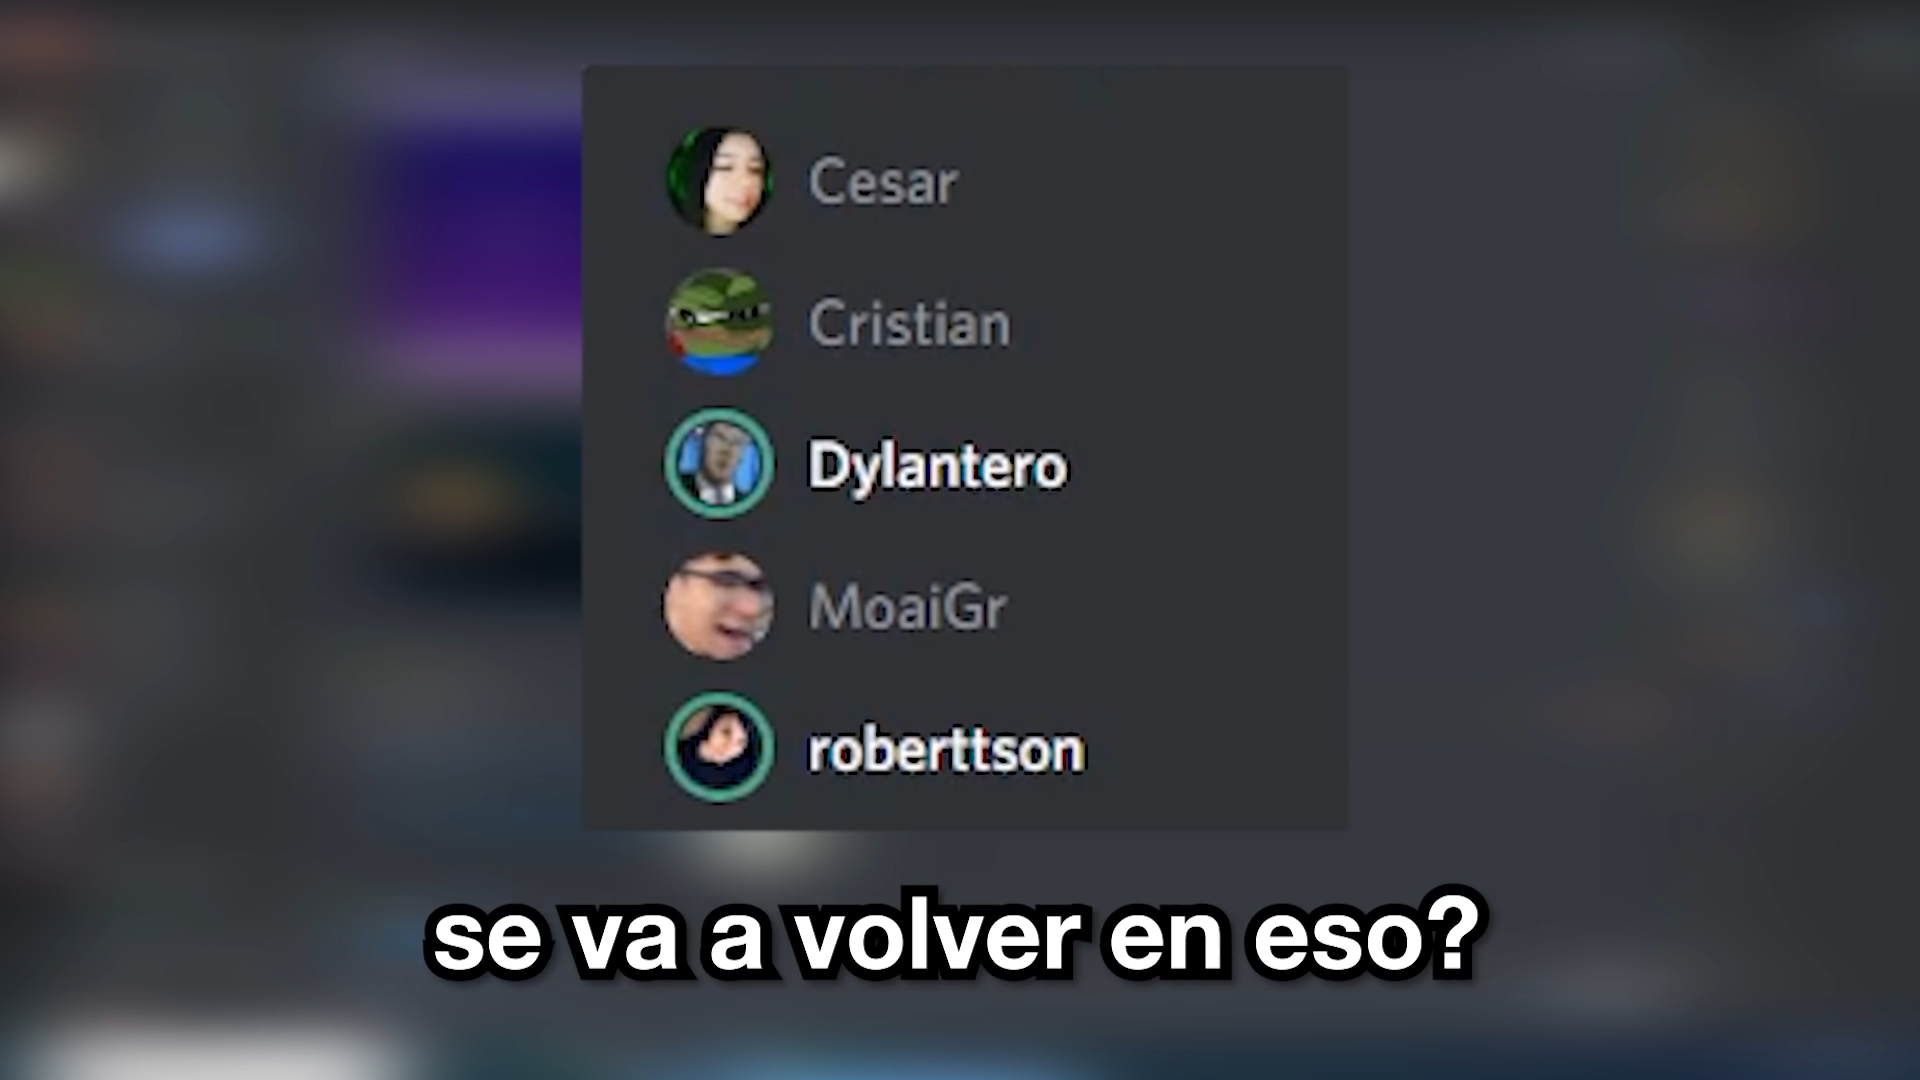 Cesar
Cristian
Dylantero
MoaiGr
roberttson
se va a volver en eso?